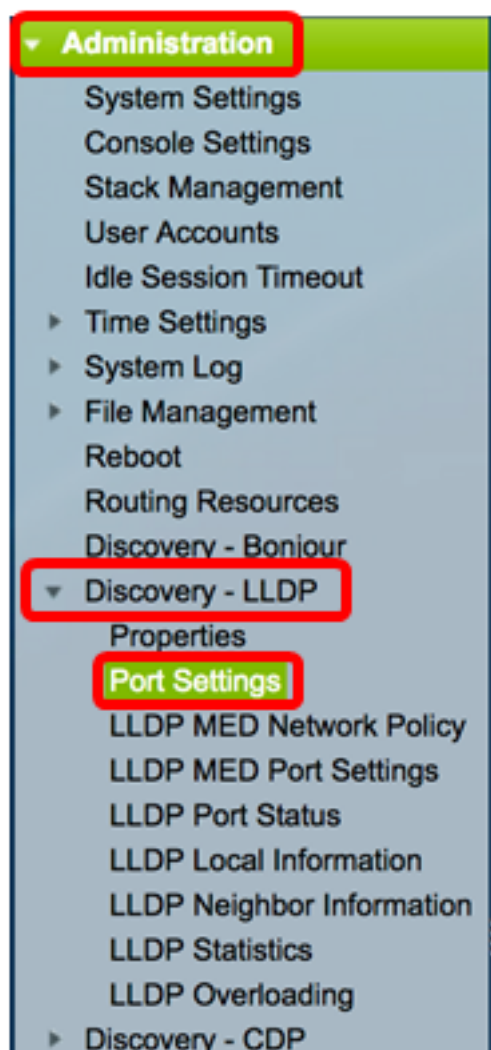 Administration
System Settings
Console Settings
Stack Management
User Accounts
Idle Session Timeout
Time Settings
System Log
File Management
Reboot
Routing Resources
Discovery - Bonjour
Discovery - LLDP
Properties
Port Settings
LLDP MED Network Policy
LLDP MED Port Settings
LLDP Port Status
LLDP Local Information
LLDP Neighbor Information
LLDP Statistics
LLDP Overloading
Discovery - CDP